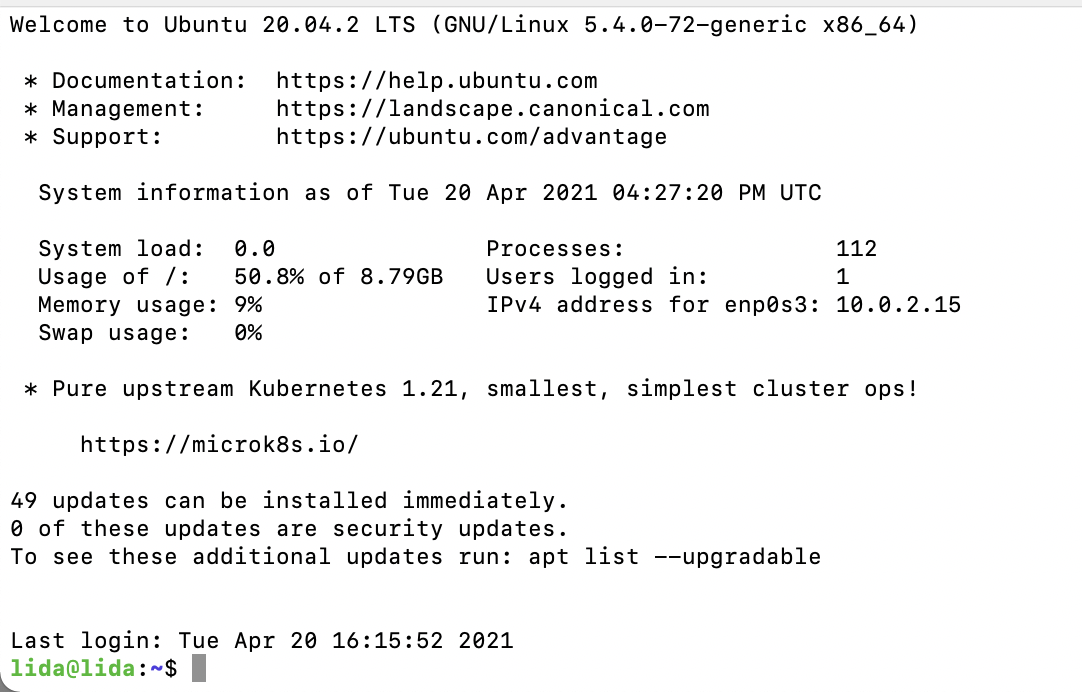 Welcome to Ubuntu 20.04.2 LTS (GNU/Linux 5.4.0-72-generic x86_64)
* Documentation:  https://help.ubuntu.com
* Management:     https://landscape.canonical.com
* Support:        https://ubuntu.com/advantage
System information as of Tue 20 Apr 2021 04:27:20 PM UTC
System load:  0.0               Processes:               112
Usage of /:   50.8% of 8.79GB   Users logged in:         1
Memory usage: 9%                IPv4 address for enp0s3: 10.0.2.15
Swap usage:   0%
* Pure upstream Kubernetes 1.21, smallest, simplest cluster ops!
https://microk8s.io/
49 updates can be installed immediately.
0 of these updates are security updates.
To see these additional updates run: apt list --upgradable
Last login: Tue Apr 20 16:15:52 2021
lida@lida:~$